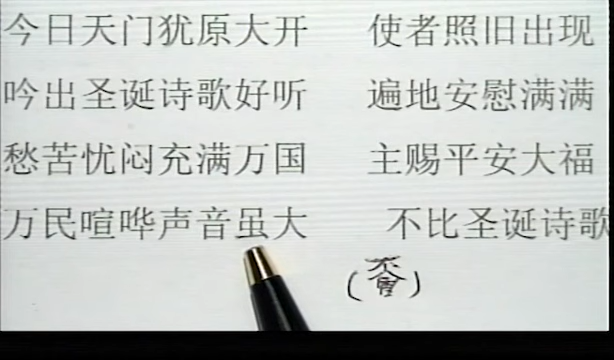 今日天门犹原大开 使者照旧出现
吟出圣诞诗歌好听 遍地安慰满满
愁苦忧闷充满万国 主赐平安大福
万民喧哗声音虽大 不比圣诞诗歌